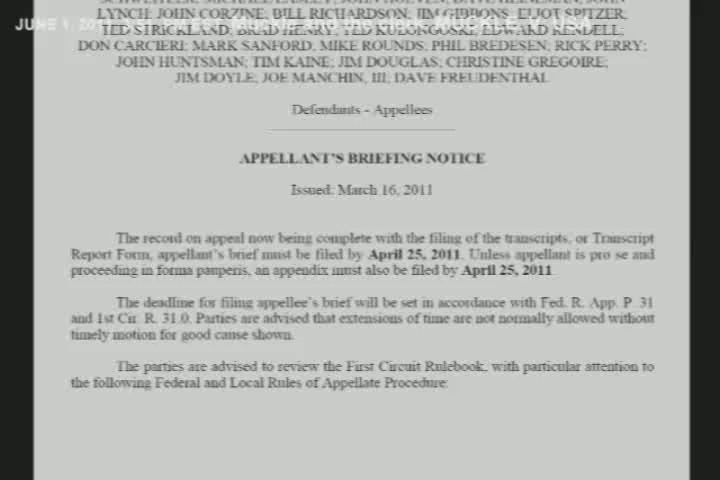 LYNCH; JOHN CORZINE; BILL RICHARDSON; JIM GIBBONS; ELIOT SPITZER;
JUNE 1, 20
TED STRICKLAND; BRAD HENRY; TED KULONGOSKI; EDWARD RENDELL;
DON CARCIERI; MARK SANFORD, MIKE ROUNDS; PHIL BREDESEN; RICK PERRY;
JOHN HUNTSMAN; TIM KAINE; JIM DOUGLAS; CHRISTINE GREGOIRE;
JIM DOYLE; JOE MANCHIN, III; DAVE FREUDENTHAL
Defendants - Appellees
APPELLANT'S BRIEFING NOTICE
Issued: March 16, 2011
The record on appeal now being complete with the filing of the transcripts, or Transcript
Report Form, appellant's brief must be filed by April 25, 2011. Unless appellant is pro se and
proceeding in forma pauperis, an appendix must also be filed by April 25, 2011
The deadline for filing appellee's brief will be set in accordance with Fed. R. App. P. 31
and 1st Cir. R. 31.0. Parties are advised that extensions of time are not normally allowed without
timely motion for good cause shown.
The parties are advised to review the First Circuit Rulebook, with particular attention to
the following Federal and Local Rules of Appellate Procedure: